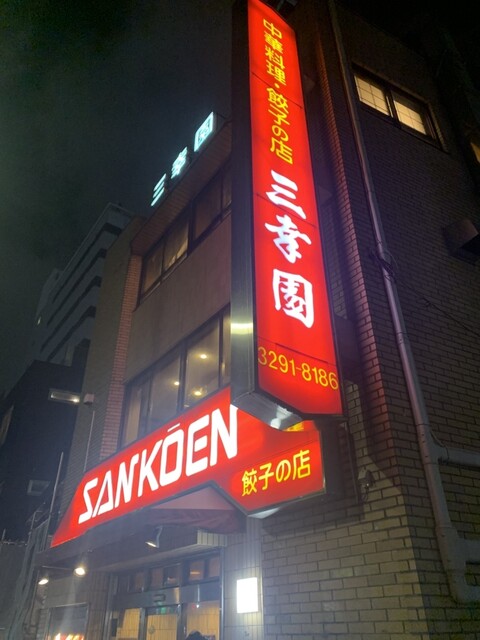 中華料理・餃子の店
三幸園
3291-8186
三幸園
SANKŌEN
餃子の店